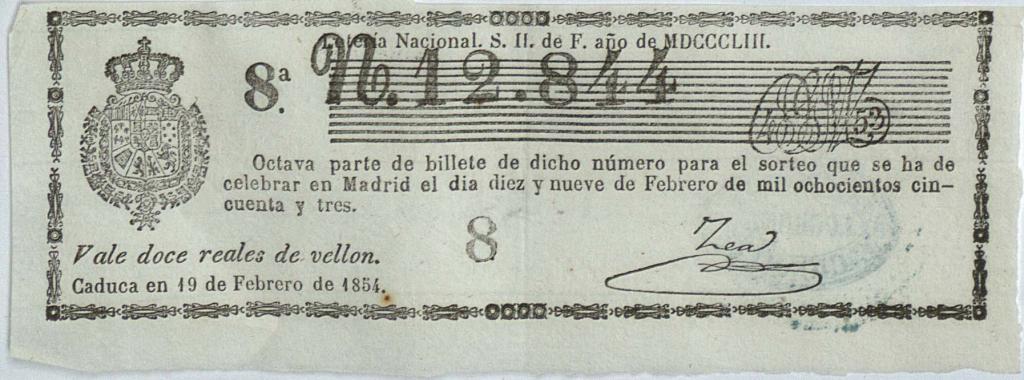 Lotería Nacional. S. II. de F. año de MDCCCLIII.
8.ª N. 12.844
53
Octava parte de billete de dicho número para el sorteo que se ha de
celebrar en Madrid el dia diez y nueve de Febrero de mil ochocientos cin-
cuenta y tres.
8
Zea
Vale doce reales de vellon.
Caduca en 19 de Febrero de 1854.